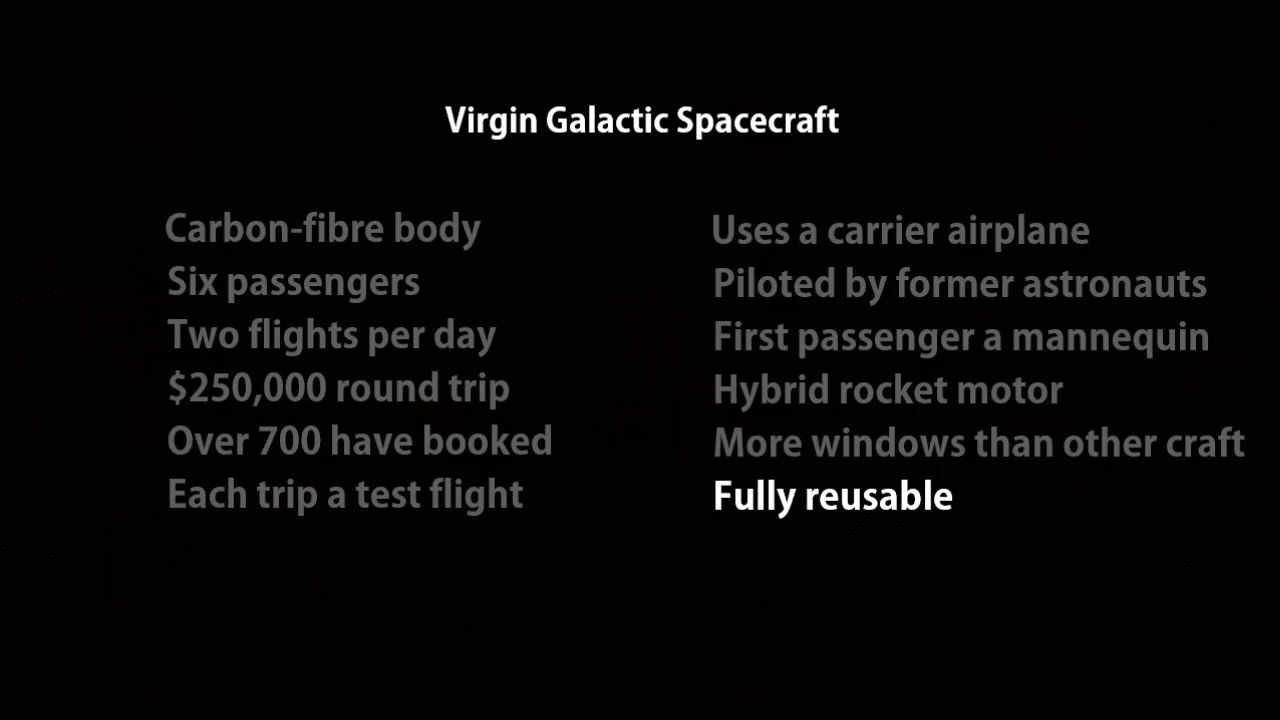 Virgin Galactic Spacecraft
Carbon-fibre body
Six passengers
Two flights per day
$250,000 round trip
Over 700 have booked
Each trip a test flight
Uses a carrier airplane
Piloted by former astronauts
First passenger a mannequin
Hybrid rocket motor
More windows than other craft
Fully reusable